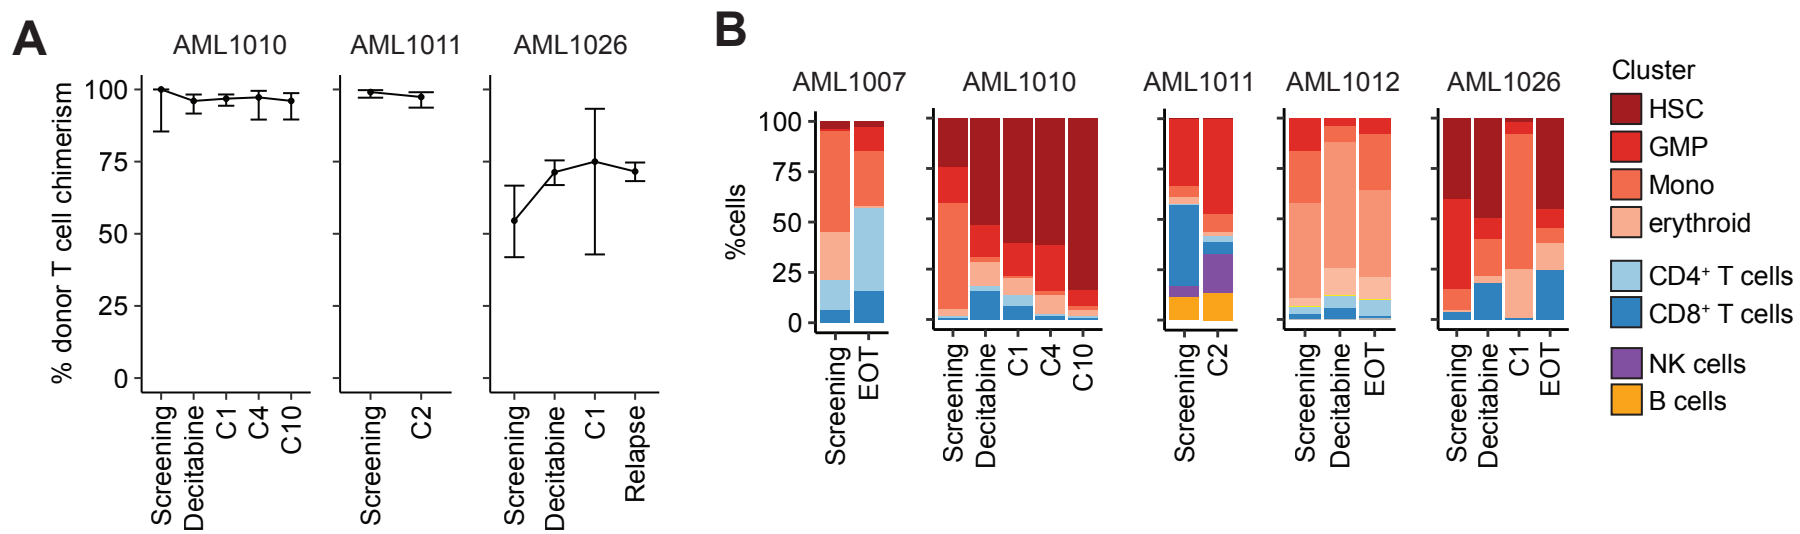 A
AML1010
AML1011
AML1026
% donor T cell chimerism
100
75
50
25
0
Screening
Decitabine
C1
C4
C10
Screening
C2
Screening
Decitabine
C1
Relapse
B
AML1007
AML1010
AML1011
AML1012
AML1026
%cells
100
75
50
25
0
Screening
EOT
Screening
Decitabine
C1
C4
C10
Screening
C2
Screening
Decitabine
EOT
Screening
Decitabine
C1
EOT
Cluster
HSC
GMP
Mono
erythroid
CD4⁺ T cells
CD8⁺ T cells
NK cells
B cells